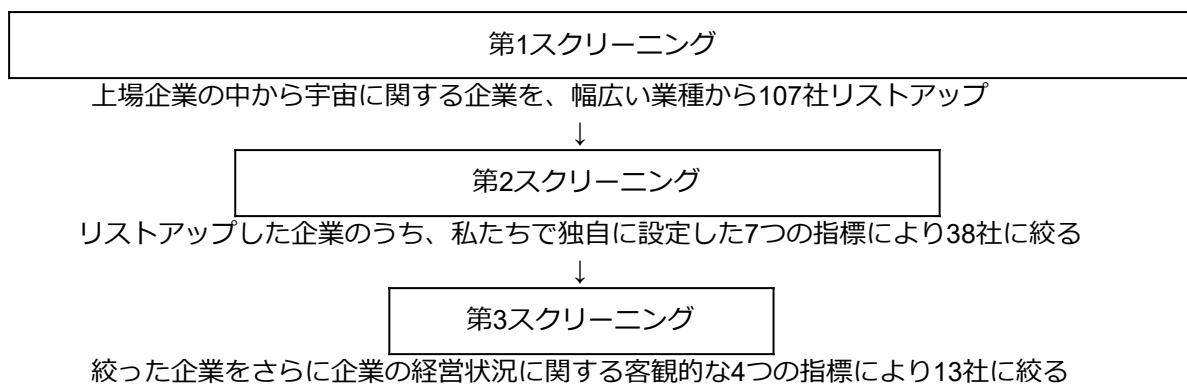 第1スクリーニング
上場企業の中から宇宙に関する企業を、幅広い業種から107社リストアップ
↓
第2スクリーニング
リストアップした企業のうち、私たちで独自に設定した7つの指標により38社に絞る
↓
第3スクリーニング
絞った企業をさらに企業の経営状況に関する客観的な4つの指標により13社に絞る